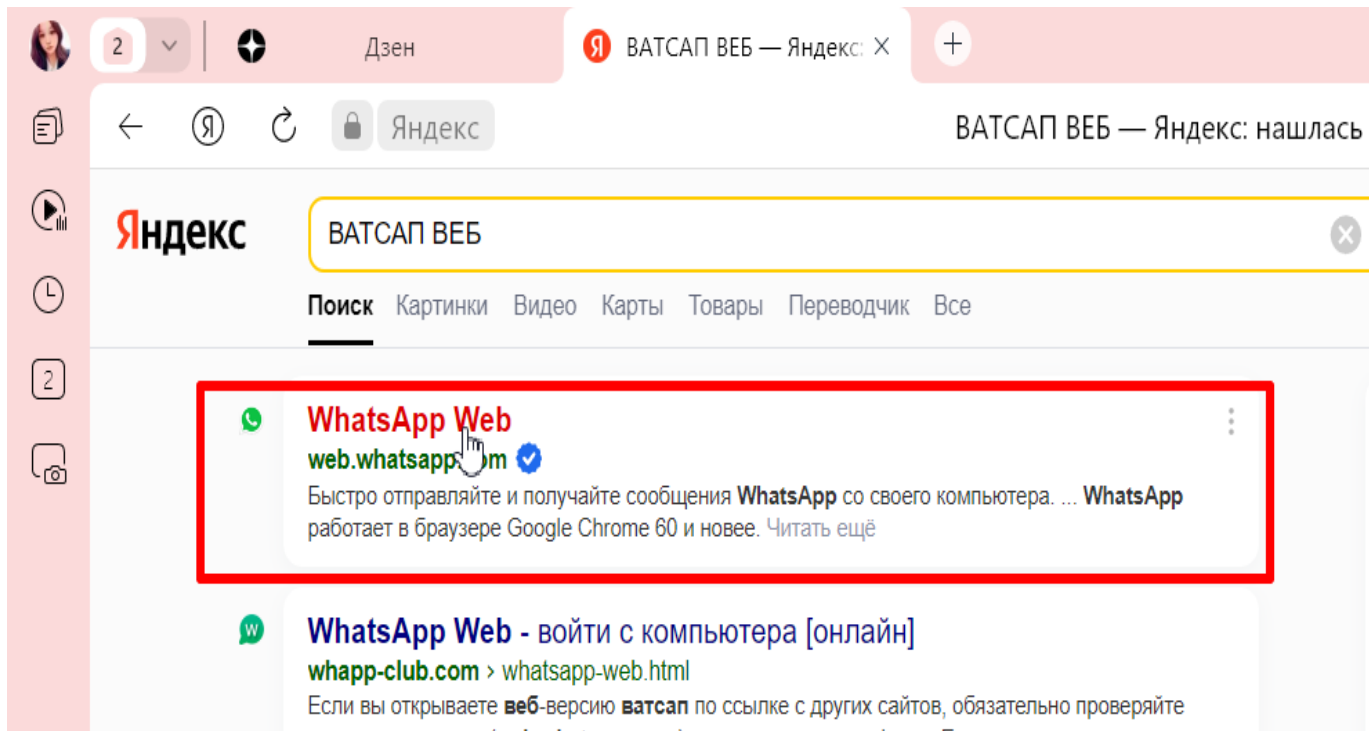 2
Дзен
Я ВАТСАП ВЕБ — Яндекс:
Я
Яндекс
ВАТСАП ВЕБ — Яндекс: нашлась
Яндекс
ВАТСАП ВЕБ
Поиск Картинки Видео Карты Товары Переводчик Все
2
WhatsApp Web
Быстро отправляйте и получайте сообщения WhatsApp со своего компьютера. ... WhatsApp
работает в браузере Google Chrome 60 и новее. Читать ещё
W
WhatsApp Web - войти с компьютера [онлайн]
whapp-club.com › whatsapp-web.html
Если вы открываете веб-версию ватсап по ссылке с других сайтов, обязательно проверяйте